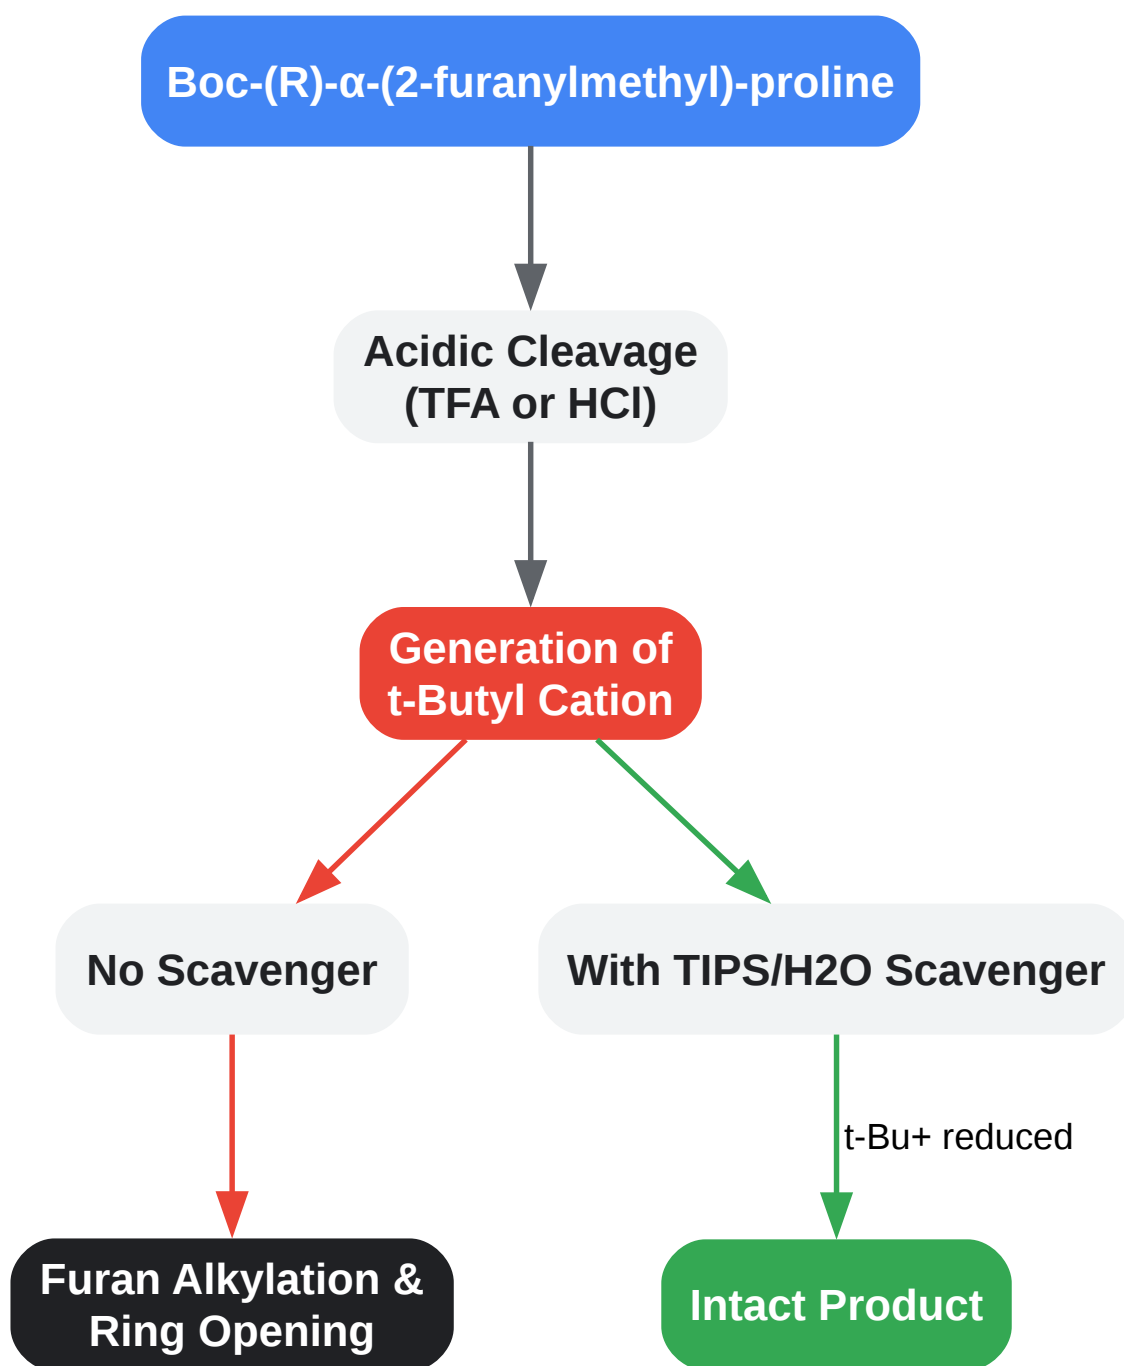 Boc-(R)-α-(2-furanylmethyl)-proline
Acidic Cleavage
(TFA or HCl)
Generation of
t-Butyl Cation
No Scavenger
With TIPS/H2O Scavenger
t-Bu+ reduced
Furan Alkylation &
Ring Opening
Intact Product